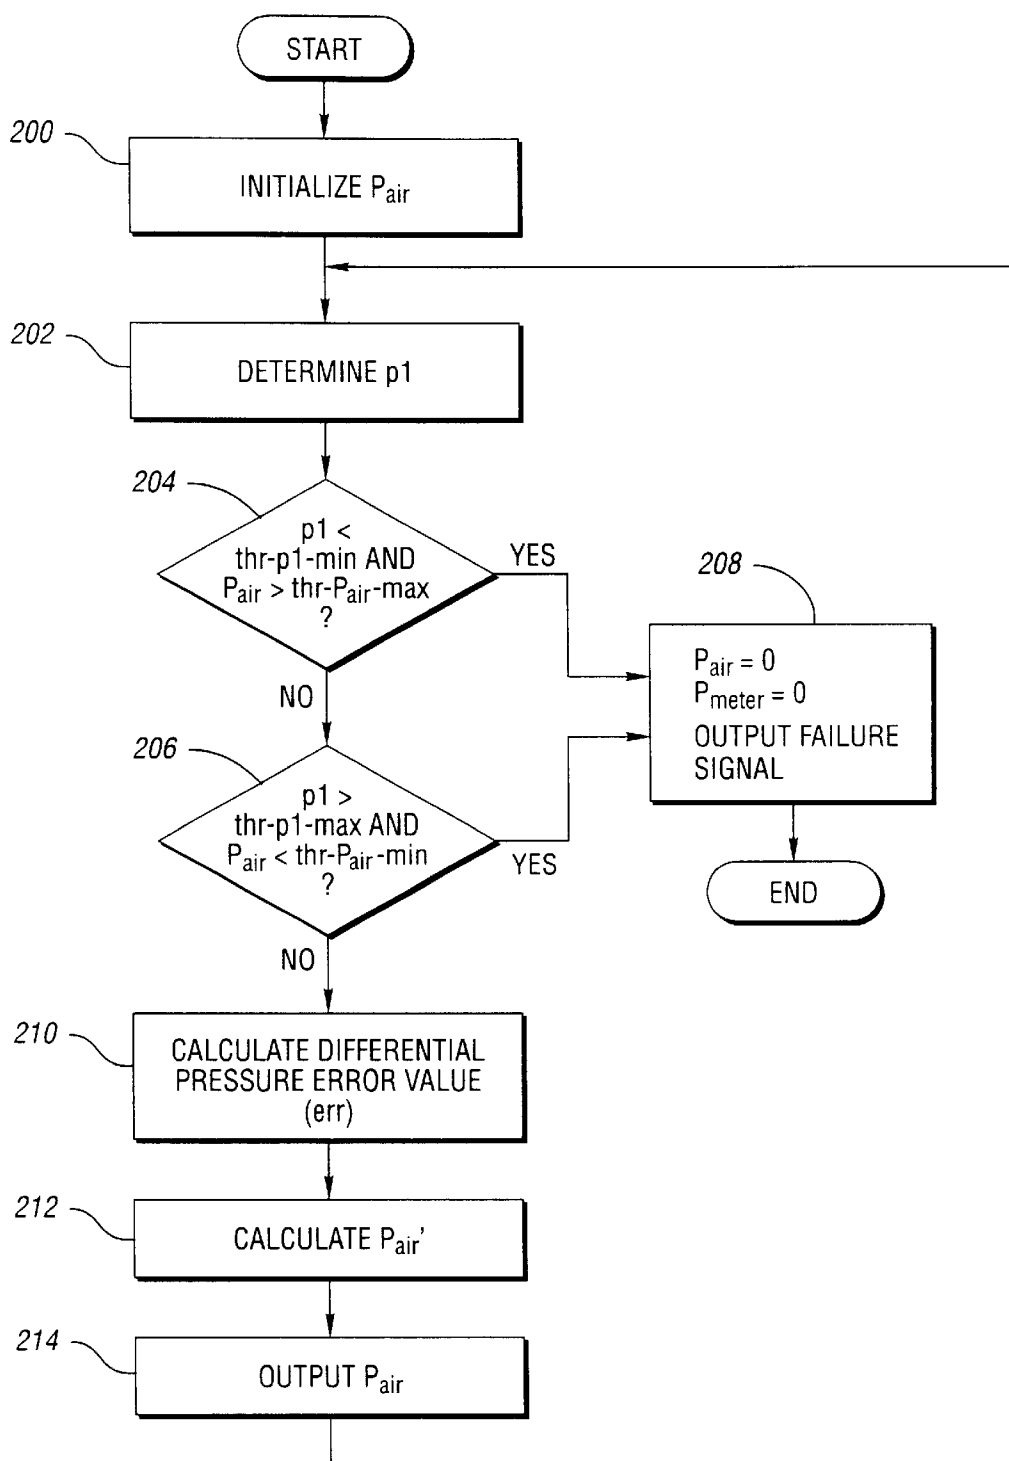 START
200
INITIALIZE Pair
202
DETERMINE p1
204
p1 <
thr-p1-min AND
Pair > thr-Pair-max
?
YES
NO
208
Pair = 0
Pmeter = 0
OUTPUT FAILURE
SIGNAL
END
206
p1 >
thr-p1-max AND
Pair < thr-Pair-min
?
YES
NO
210
CALCULATE DIFFERENTIAL
PRESSURE ERROR VALUE
(err)
212
CALCULATE Pair'
214
OUTPUT Pair